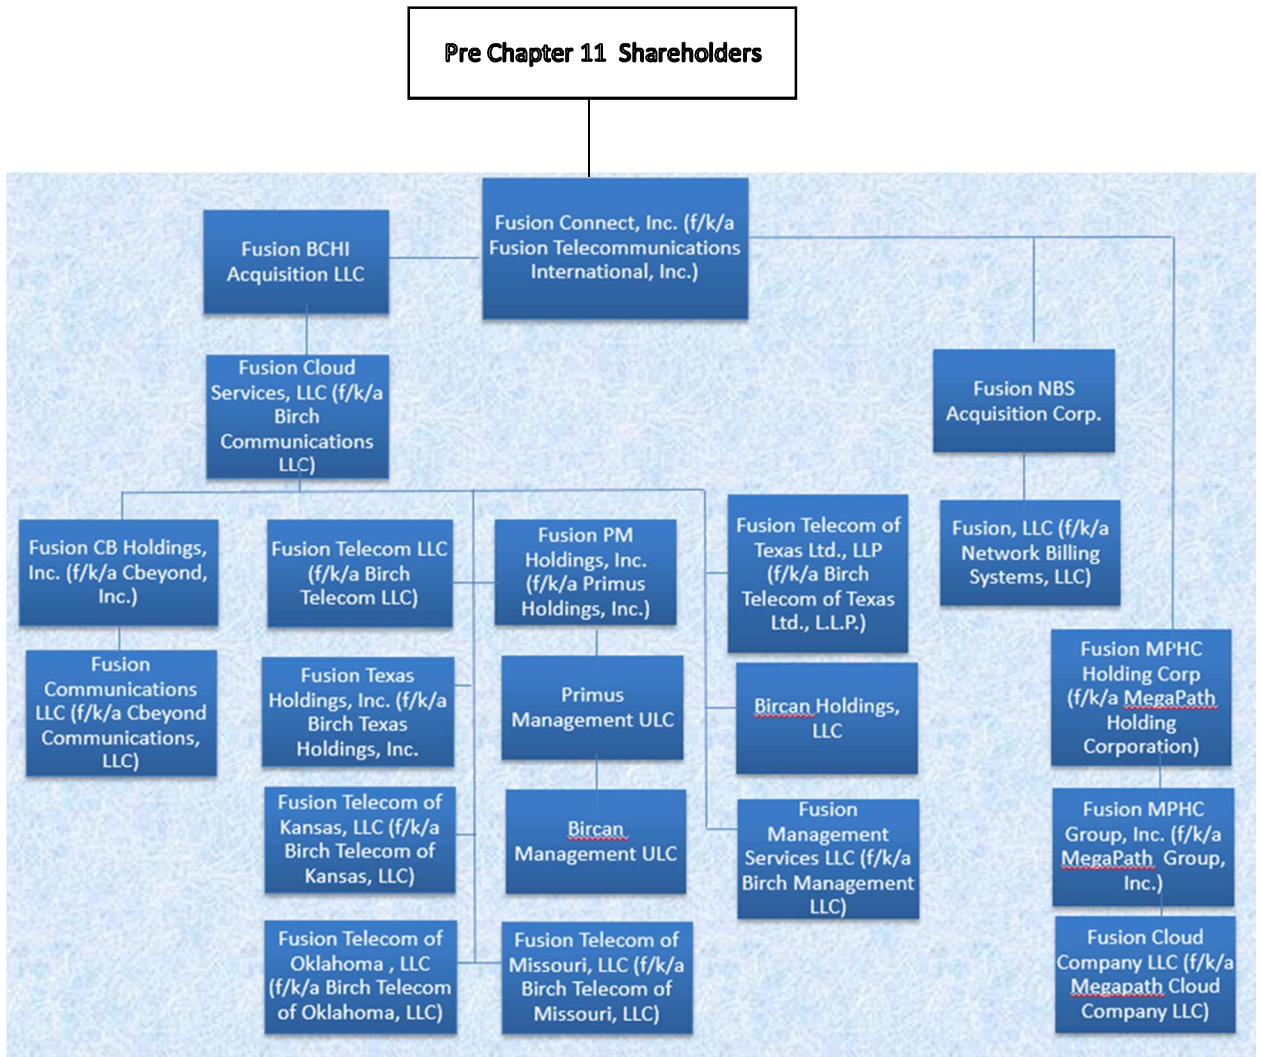 Pre Chapter 11  Shareholders
Fusion Connect, Inc. (f/k/a
Fusion Telecommunications
International, Inc.)
Fusion BCHI
Acquisition LLC
Fusion Cloud
Services, LLC (f/k/a
Birch
Communications
LLC)
Fusion NBS
Acquisition Corp.
Fusion, LLC (f/k/a
Network Billing
Systems, LLC)
Fusion CB Holdings,
Inc. (f/k/a Cbeyond,
Inc.)
Fusion
Communications
LLC (f/k/a Cbeyond
Communications,
LLC)
Fusion Telecom LLC
(f/k/a Birch
Telecom LLC)
Fusion Texas
Holdings, Inc. (f/k/a
Birch Texas
Holdings, Inc.
Fusion Telecom of
Kansas, LLC (f/k/a
Birch Telecom of
Kansas, LLC)
Fusion Telecom of
Oklahoma , LLC
(f/k/a Birch Telecom
of Oklahoma, LLC)
Fusion PM
Holdings, Inc.
(f/k/a Primus
Holdings, Inc.)
Primus
Management ULC
Bircan
Management ULC
Fusion Telecom of
Missouri, LLC (f/k/a
Birch Telecom of
Missouri, LLC)
Fusion Telecom of
Texas Ltd., LLP
(f/k/a Birch
Telecom of Texas
Ltd., L.L.P.)
Bircan Holdings,
LLC
Fusion
Management
Services LLC (f/k/a
Birch Management
LLC)
Fusion MPHC
Holding Corp
(f/k/a MegaPath
Holding
Corporation)
Fusion MPHC
Group, Inc. (f/k/a
MegaPath  Group,
Inc.)
Fusion Cloud
Company LLC (f/k/a
Megapath Cloud
Company LLC)